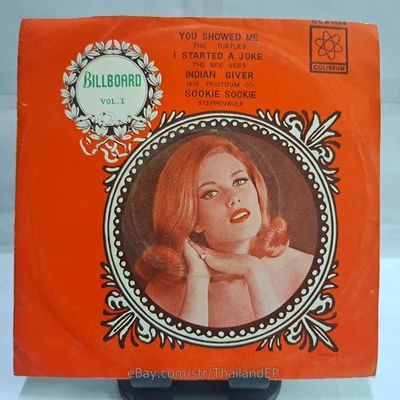 YOU SHOWED ME
THE TURTLES
I STARTED A JOKE
THE BEE GEES
INDIAN GIVER
1910 FRUITGUM CO.
SOOKIE SOOKIE
STEPPENWOLF
COLISEUM
BILLBOARD
VOL.I
eBay.com/str/ThailandEP